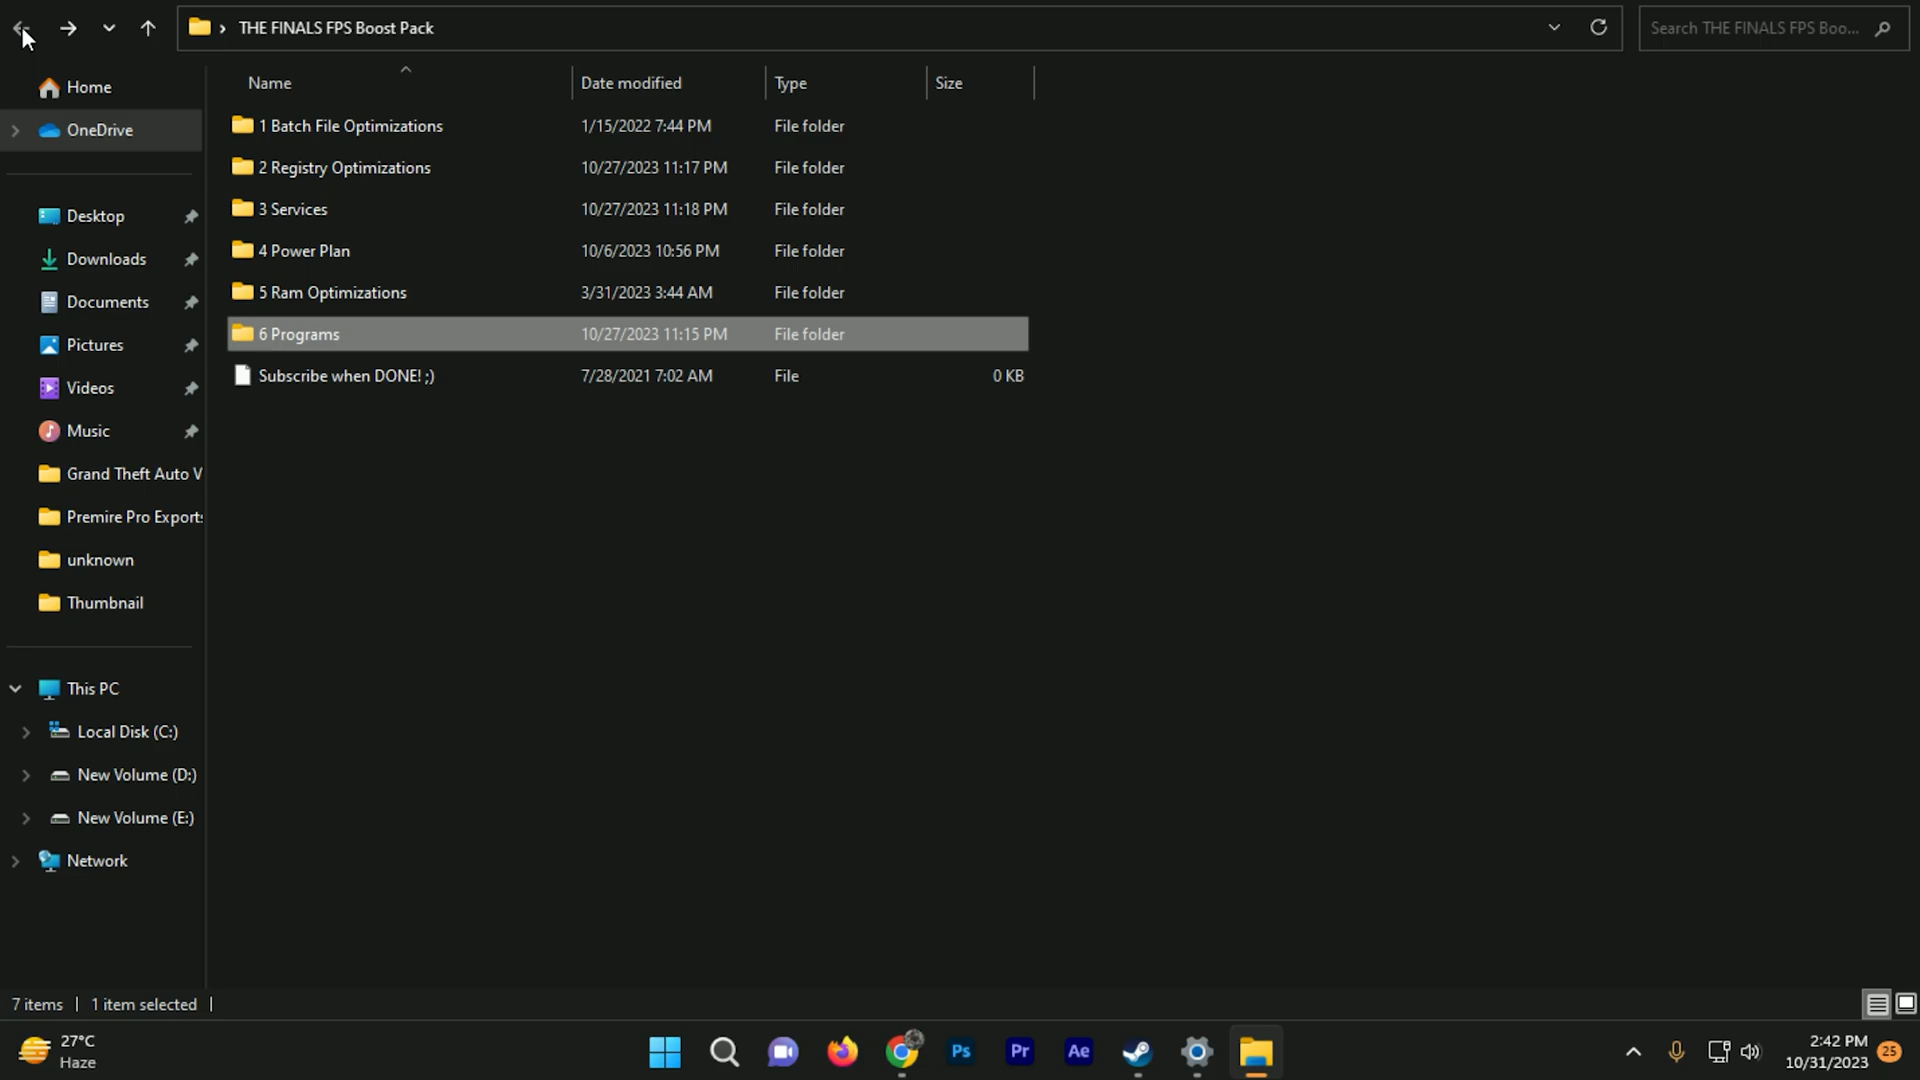 THE FINALS FPS Boost Pack
Search THE FINALS FPS Boo...
Name Date modified Type Size
1 Batch File Optimizations 1/15/2022 7:44 PM File folder
2 Registry Optimizations 10/27/2023 11:17 PM File folder
3 Services 10/27/2023 11:18 PM File folder
4 Power Plan 10/6/2023 10:56 PM File folder
5 Ram Optimizations 3/31/2023 3:44 AM File folder
6 Programs 10/27/2023 11:15 PM File folder
Subscribe when DONE! ;) 7/28/2021 7:02 AM File 0 KB
Home
OneDrive
Desktop
Downloads
Documents
Pictures
Videos
Music
Grand Theft Auto V
Premire Pro Exports
unknown
Thumbnail
This PC
Local Disk (C:)
New Volume (D:)
New Volume (E:)
Network
7 items 1 item selected
27°C
Haze
Ps
Pr
Ae
2:42 PM
10/31/2023
25